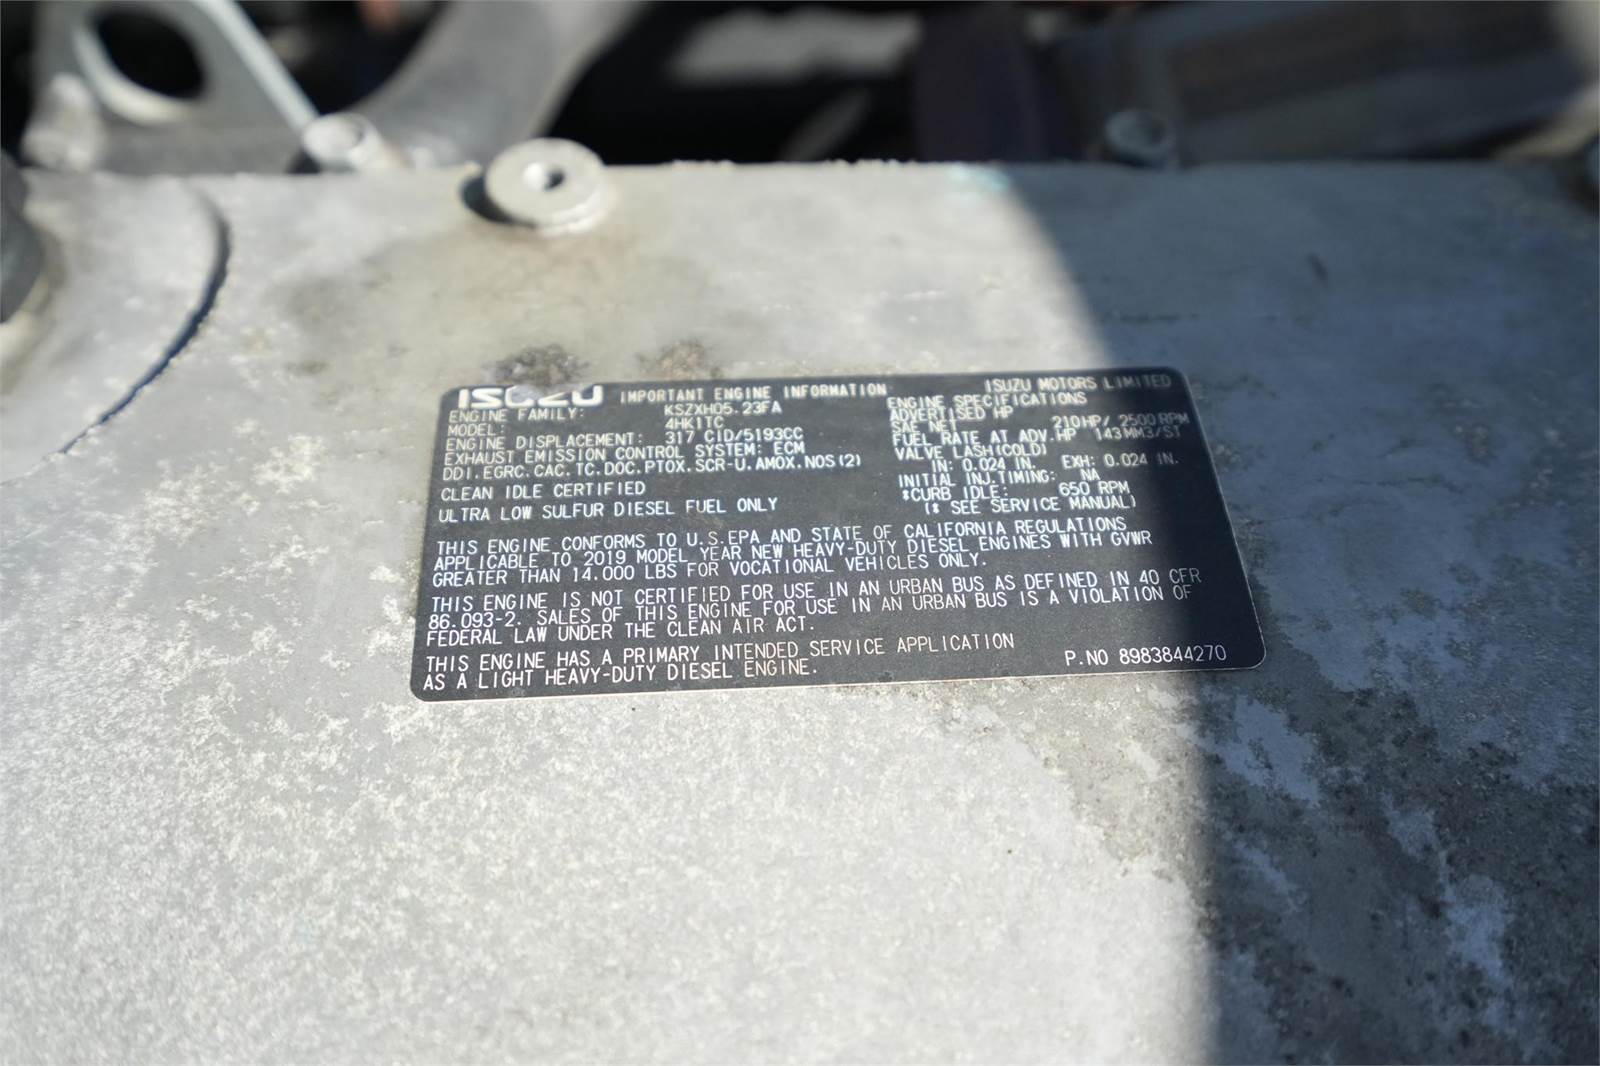 ISUZU IMPORTANT ENGINE INFORMATION ISUZU MOTORS LIMITED
ENGINE FAMILY: KSZXH05.23FA
MODEL: 4HK1TC
ENGINE DISPLACEMENT: 317 CID/5193CC
EXHAUST EMISSION CONTROL SYSTEM: ECM
DDI.EGRC.CAC.TC.DOC.PTOX.SCR-U.AMOX.NOS(2)
CLEAN IDLE CERTIFIED
ULTRA LOW SULFUR DIESEL FUEL ONLY
ENGINE SPECIFICATIONS
ADVERTISED HP
SAE NET 210HP/ 2500RPM
FUEL RATE AT ADV.HP 143MM3/ST
VALVE LASH(COLD)
IN: 0.024 IN. EXH: 0.024 IN.
INITIAL INJ.TIMING: NA
*CURB IDLE: 650 RPM
(* SEE SERVICE MANUAL)
THIS ENGINE CONFORMS TO U.S.EPA AND STATE OF CALIFORNIA REGULATIONS
APPLICABLE TO 2019 MODEL YEAR NEW HEAVY-DUTY DIESEL ENGINES WITH GVWR
GREATER THAN 14.000 LBS FOR VOCATIONAL VEHICLES ONLY.
THIS ENGINE IS NOT CERTIFIED FOR USE IN AN URBAN BUS AS DEFINED IN 40 CFR
86.093-2. SALES OF THIS ENGINE FOR USE IN AN URBAN BUS IS A VIOLATION OF
FEDERAL LAW UNDER THE CLEAN AIR ACT.
THIS ENGINE HAS A PRIMARY INTENDED SERVICE APPLICATION
AS A LIGHT HEAVY-DUTY DIESEL ENGINE.
P.NO 8983844270